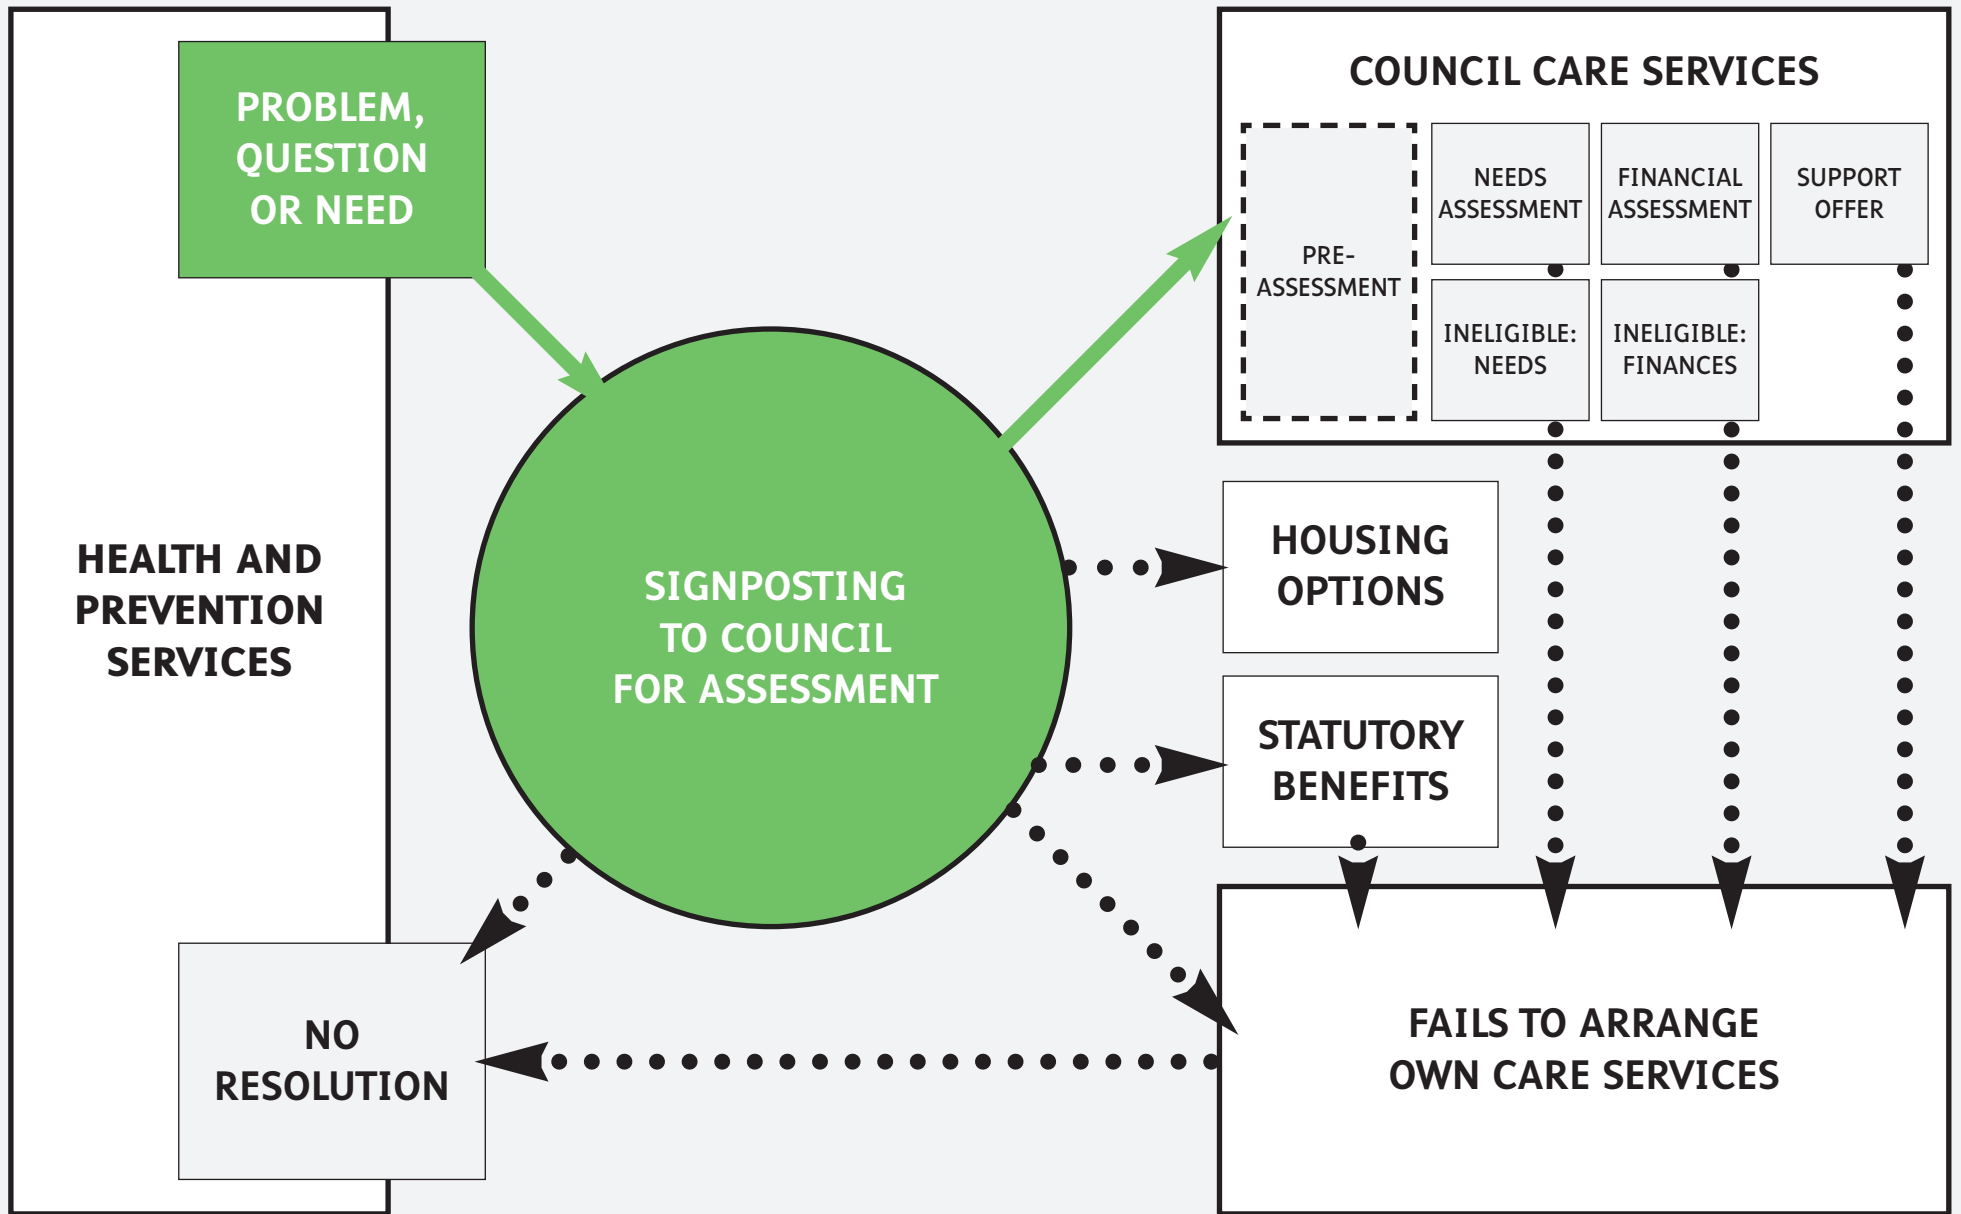 PROBLEM,
QUESTION
OR NEED
HEALTH AND
PREVENTION
SERVICES
NO
RESOLUTION
SIGNPOSTING
TO COUNCIL
FOR ASSESSMENT
COUNCIL CARE SERVICES
PRE-
ASSESSMENT
NEEDS
ASSESSMENT
FINANCIAL
ASSESSMENT
SUPPORT
OFFER
INELIGIBLE:
NEEDS
INELIGIBLE:
FINANCES
HOUSING
OPTIONS
STATUTORY
BENEFITS
FAILS TO ARRANGE
OWN CARE SERVICES